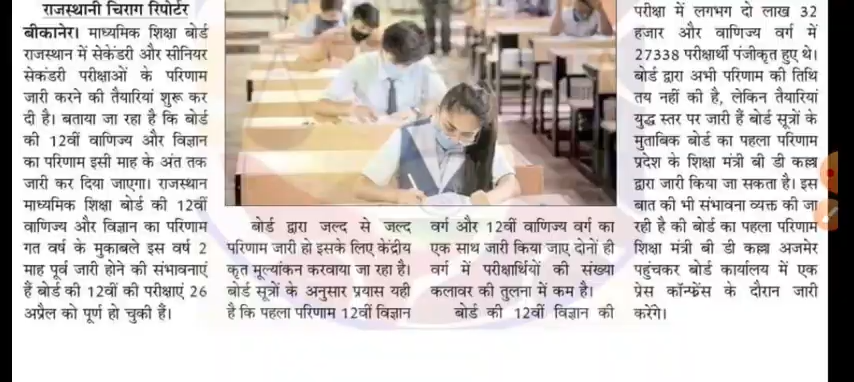 राजस्थानी चिराग रिपोर्टर
बीकानेर। माध्यमिक शिक्षा बोर्ड
राजस्थान में सेकेंडरी और सीनियर
सेकंडरी परीक्षाओं के परिणाम
जारी करने की तैयारियां शुरू कर
दी है। बताया जा रहा है कि बोर्ड
की 12वीं वाणिज्य और विज्ञान
का परिणाम इसी माह के अंत तक
जारी कर दिया जाएगा। राजस्थान
माध्यमिक शिक्षा बोर्ड की 12वीं
वाणिज्य और विज्ञान का परिणाम
गत वर्ष के मुकाबले इस वर्ष 2
माह पूर्व जारी होने की संभावनाएं
हैं बोर्ड की 12वीं की परीक्षाएं 26
अप्रैल को पूर्ण हो चुकी हैं।
बोर्ड द्वारा जल्द से जल्द
परिणाम जारी हो इसके लिए केंद्रीय
कृत मूल्यांकन करवाया जा रहा है।
बोर्ड सूत्रों के अनुसार प्रयास यही
है कि पहला परिणाम 12वीं विज्ञान
वर्ग और 12वीं वाणिज्य वर्ग का
एक साथ जारी किया जाए दोनों ही
वर्ग में परीक्षार्थियों की संख्या
कलावर की तुलना में कम है।
बोर्ड की 12वीं विज्ञान की
परीक्षा में लगभग दो लाख 32
हजार और वाणिज्य वर्ग में
27338 परीक्षार्थी पंजीकृत हुए थे।
बोर्ड द्वारा अभी परिणाम की तिथि
तय नहीं की है, लेकिन तैयारियां
युद्ध स्तर पर जारी हैं बोर्ड सूत्रों के
मुताबिक बोर्ड का पहला परिणाम
प्रदेश के शिक्षा मंत्री बी डी कल्ला
द्वारा जारी किया जा सकता है। इस
बात की भी संभावना व्यक्त की जा
रही है की बोर्ड का पहला परिणाम
शिक्षा मंत्री बी डी कल्ला अजमेर
पहुंचकर बोर्ड कार्यालय में एक
प्रेस कॉन्फ्रेंस के दौरान जारी
करेंगे।